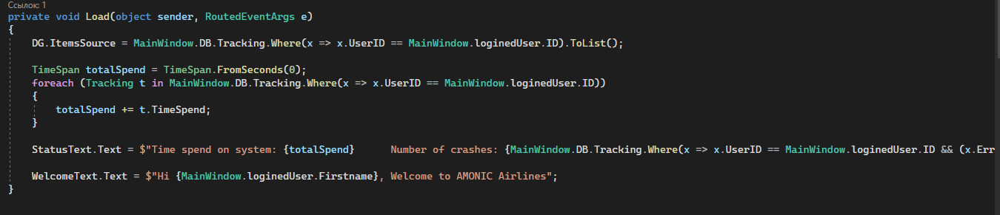 Ссылок: 1
private void Load(object sender, RoutedEventArgs e)
{
    DG.ItemsSource = MainWindow.DB.Tracking.Where(x => x.UserID == MainWindow.loginedUser.ID).ToList();
    TimeSpan totalSpend = TimeSpan.FromSeconds(0);
    foreach (Tracking t in MainWindow.DB.Tracking.Where(x => x.UserID == MainWindow.loginedUser.ID))
    {
        totalSpend += t.TimeSpend;
    }
    StatusText.Text = $"Time spend on system: {totalSpend}      Number of crashes: {MainWindow.DB.Tracking.Where(x => x.UserID == MainWindow.loginedUser.ID && (x.Err
    WelcomeText.Text = $"Hi {MainWindow.loginedUser.Firstname}, Welcome to AMONIC Airlines";
}